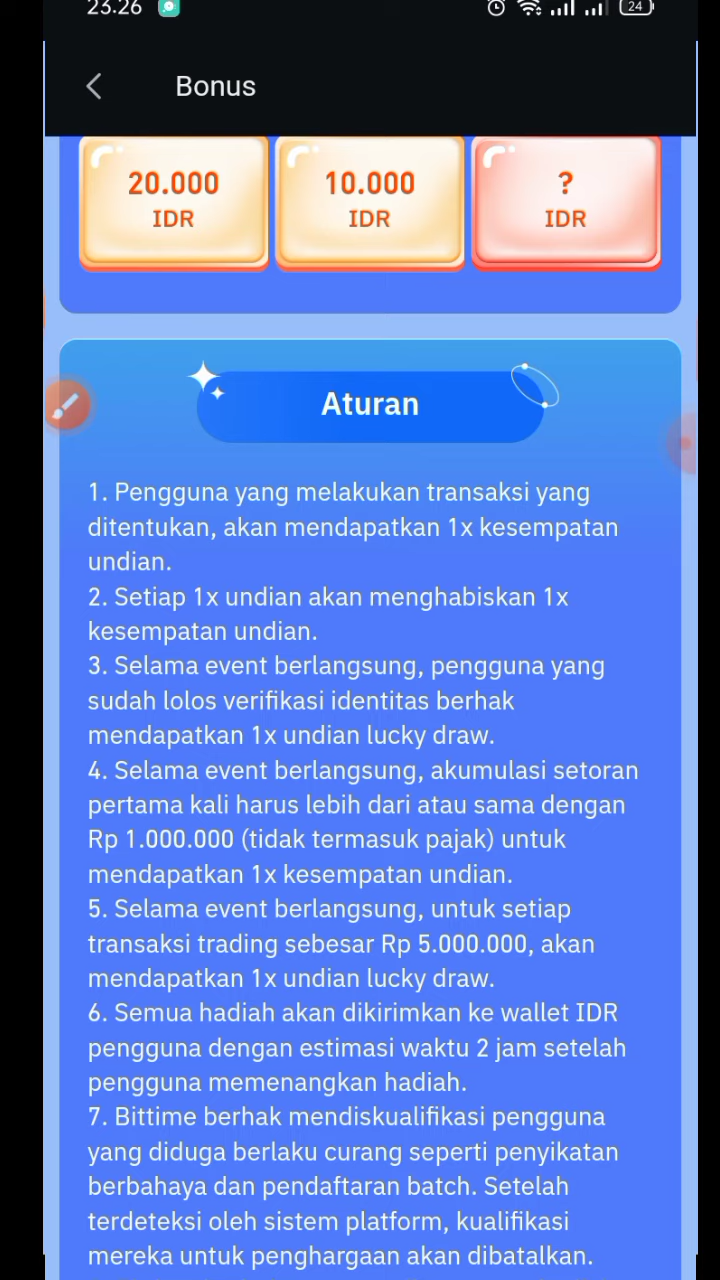 23.26
24
Bonus
20.000 10.000 ?
IDR IDR IDR
Aturan
1. Pengguna yang melakukan transaksi yang
ditentukan, akan mendapatkan 1x kesempatan
undian.
2. Setiap 1x undian akan menghabiskan 1x
kesempatan undian.
3. Selama event berlangsung, pengguna yang
sudah lolos verifikasi identitas berhak
mendapatkan 1x undian lucky draw.
4. Selama event berlangsung, akumulasi setoran
pertama kali harus lebih dari atau sama dengan
Rp 1.000.000 (tidak termasuk pajak) untuk
mendapatkan 1x kesempatan undian.
5. Selama event berlangsung, untuk setiap
transaksi trading sebesar Rp 5.000.000, akan
mendapatkan 1x undian lucky draw.
6. Semua hadiah akan dikirimkan ke wallet IDR
pengguna dengan estimasi waktu 2 jam setelah
pengguna memenangkan hadiah.
7. Bittime berhak mendiskualifikasi pengguna
yang diduga berlaku curang seperti penyikatan
berbahaya dan pendaftaran batch. Setelah
terdeteksi oleh sistem platform, kualifikasi
mereka untuk penghargaan akan dibatalkan.